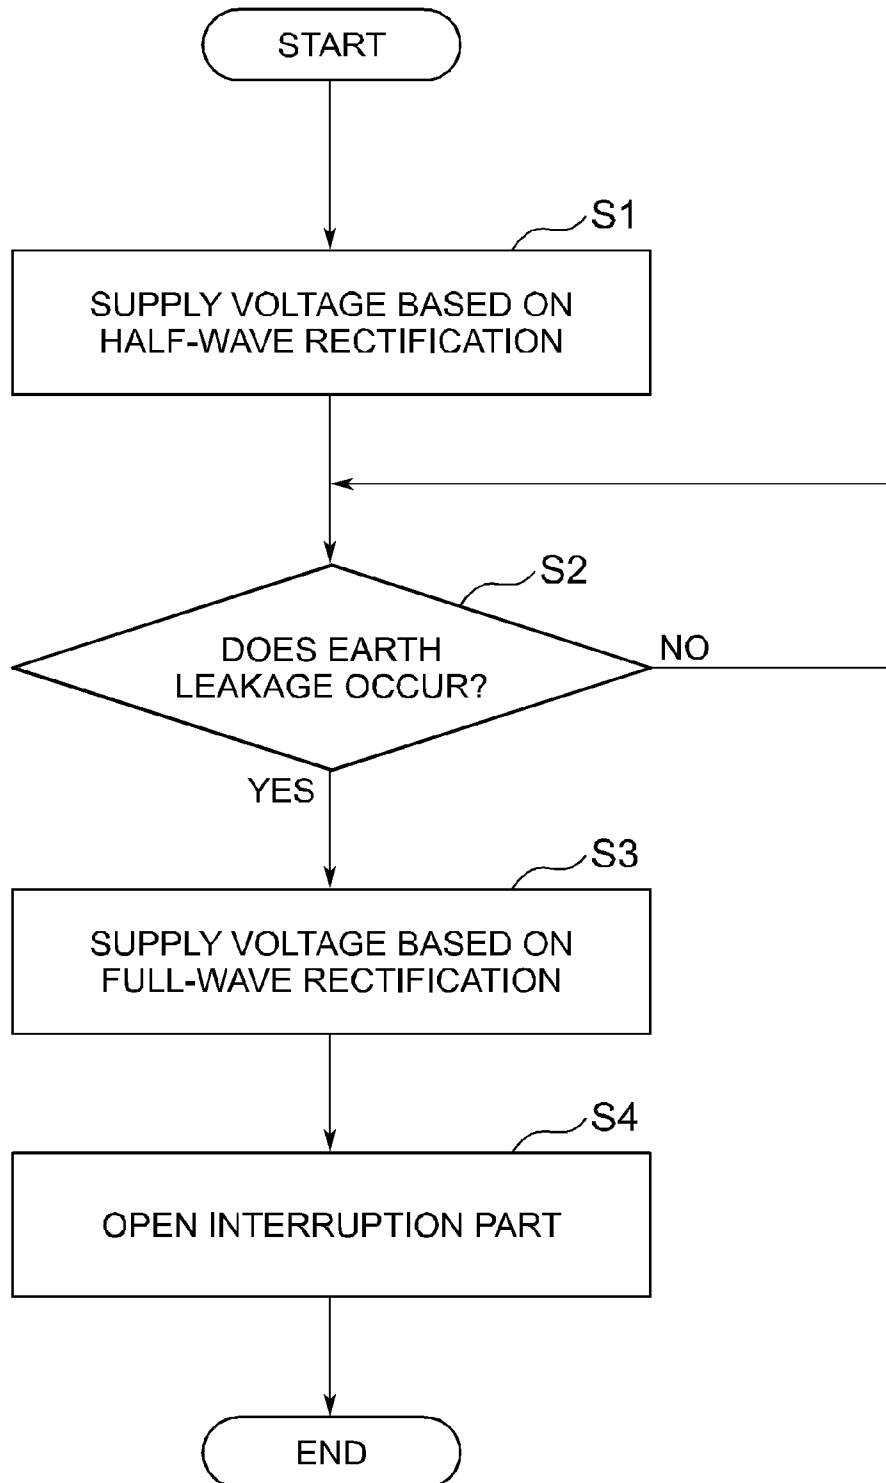 START
S1
SUPPLY VOLTAGE BASED ON
HALF-WAVE RECTIFICATION
S2
DOES EARTH
LEAKAGE OCCUR?
NO
YES
S3
SUPPLY VOLTAGE BASED ON
FULL-WAVE RECTIFICATION
S4
OPEN INTERRUPTION PART
END